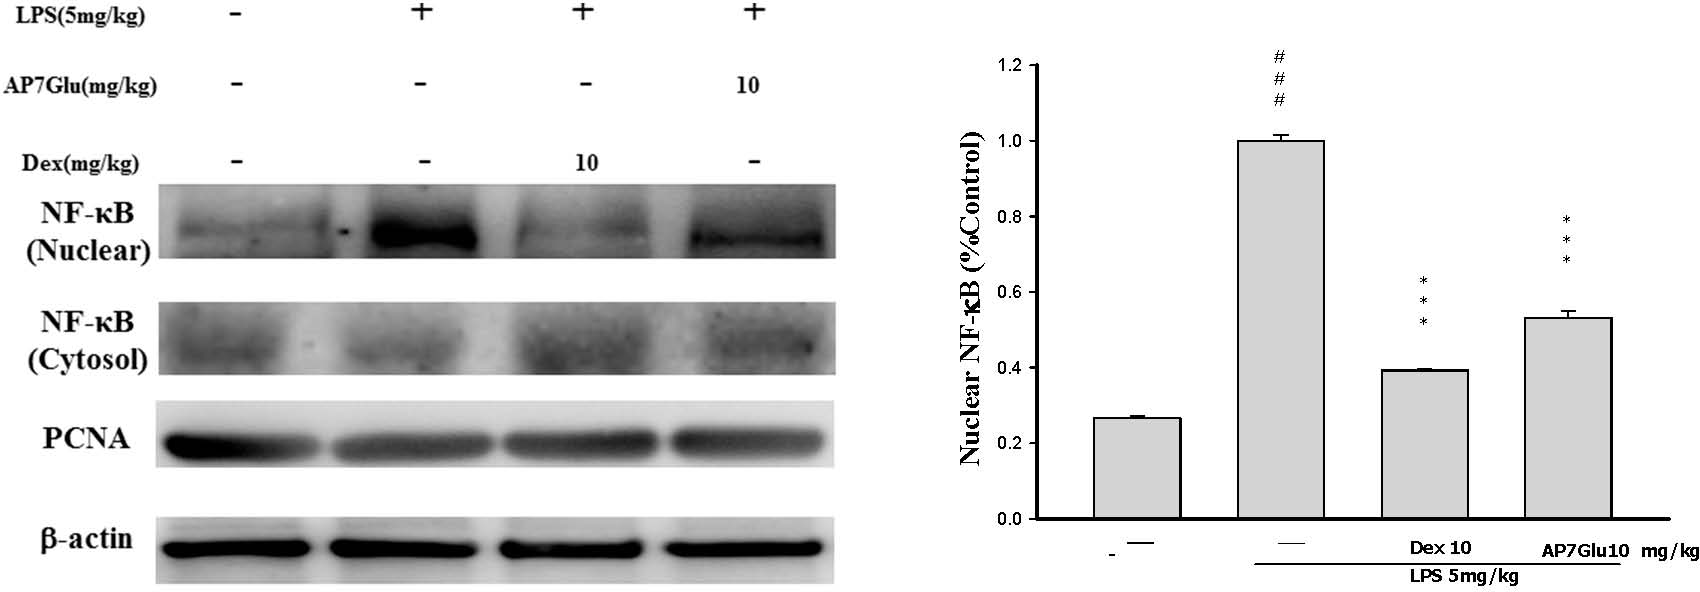 LPS(5mg/kg) - + + +
AP7Glu(mg/kg) - - - 10
Dex(mg/kg) - - 10 -
NF-κB
(Nuclear)
NF-κB
(Cytosol)
PCNA
β-actin
Nuclear NF-κB (%Control)
1.2
1.0
0.8
0.6
0.4
0.2
0.0
#
#
#
*
*
*
*
*
*
- — — Dex 10 AP7Glu10 mg/kg
LPS 5mg/kg